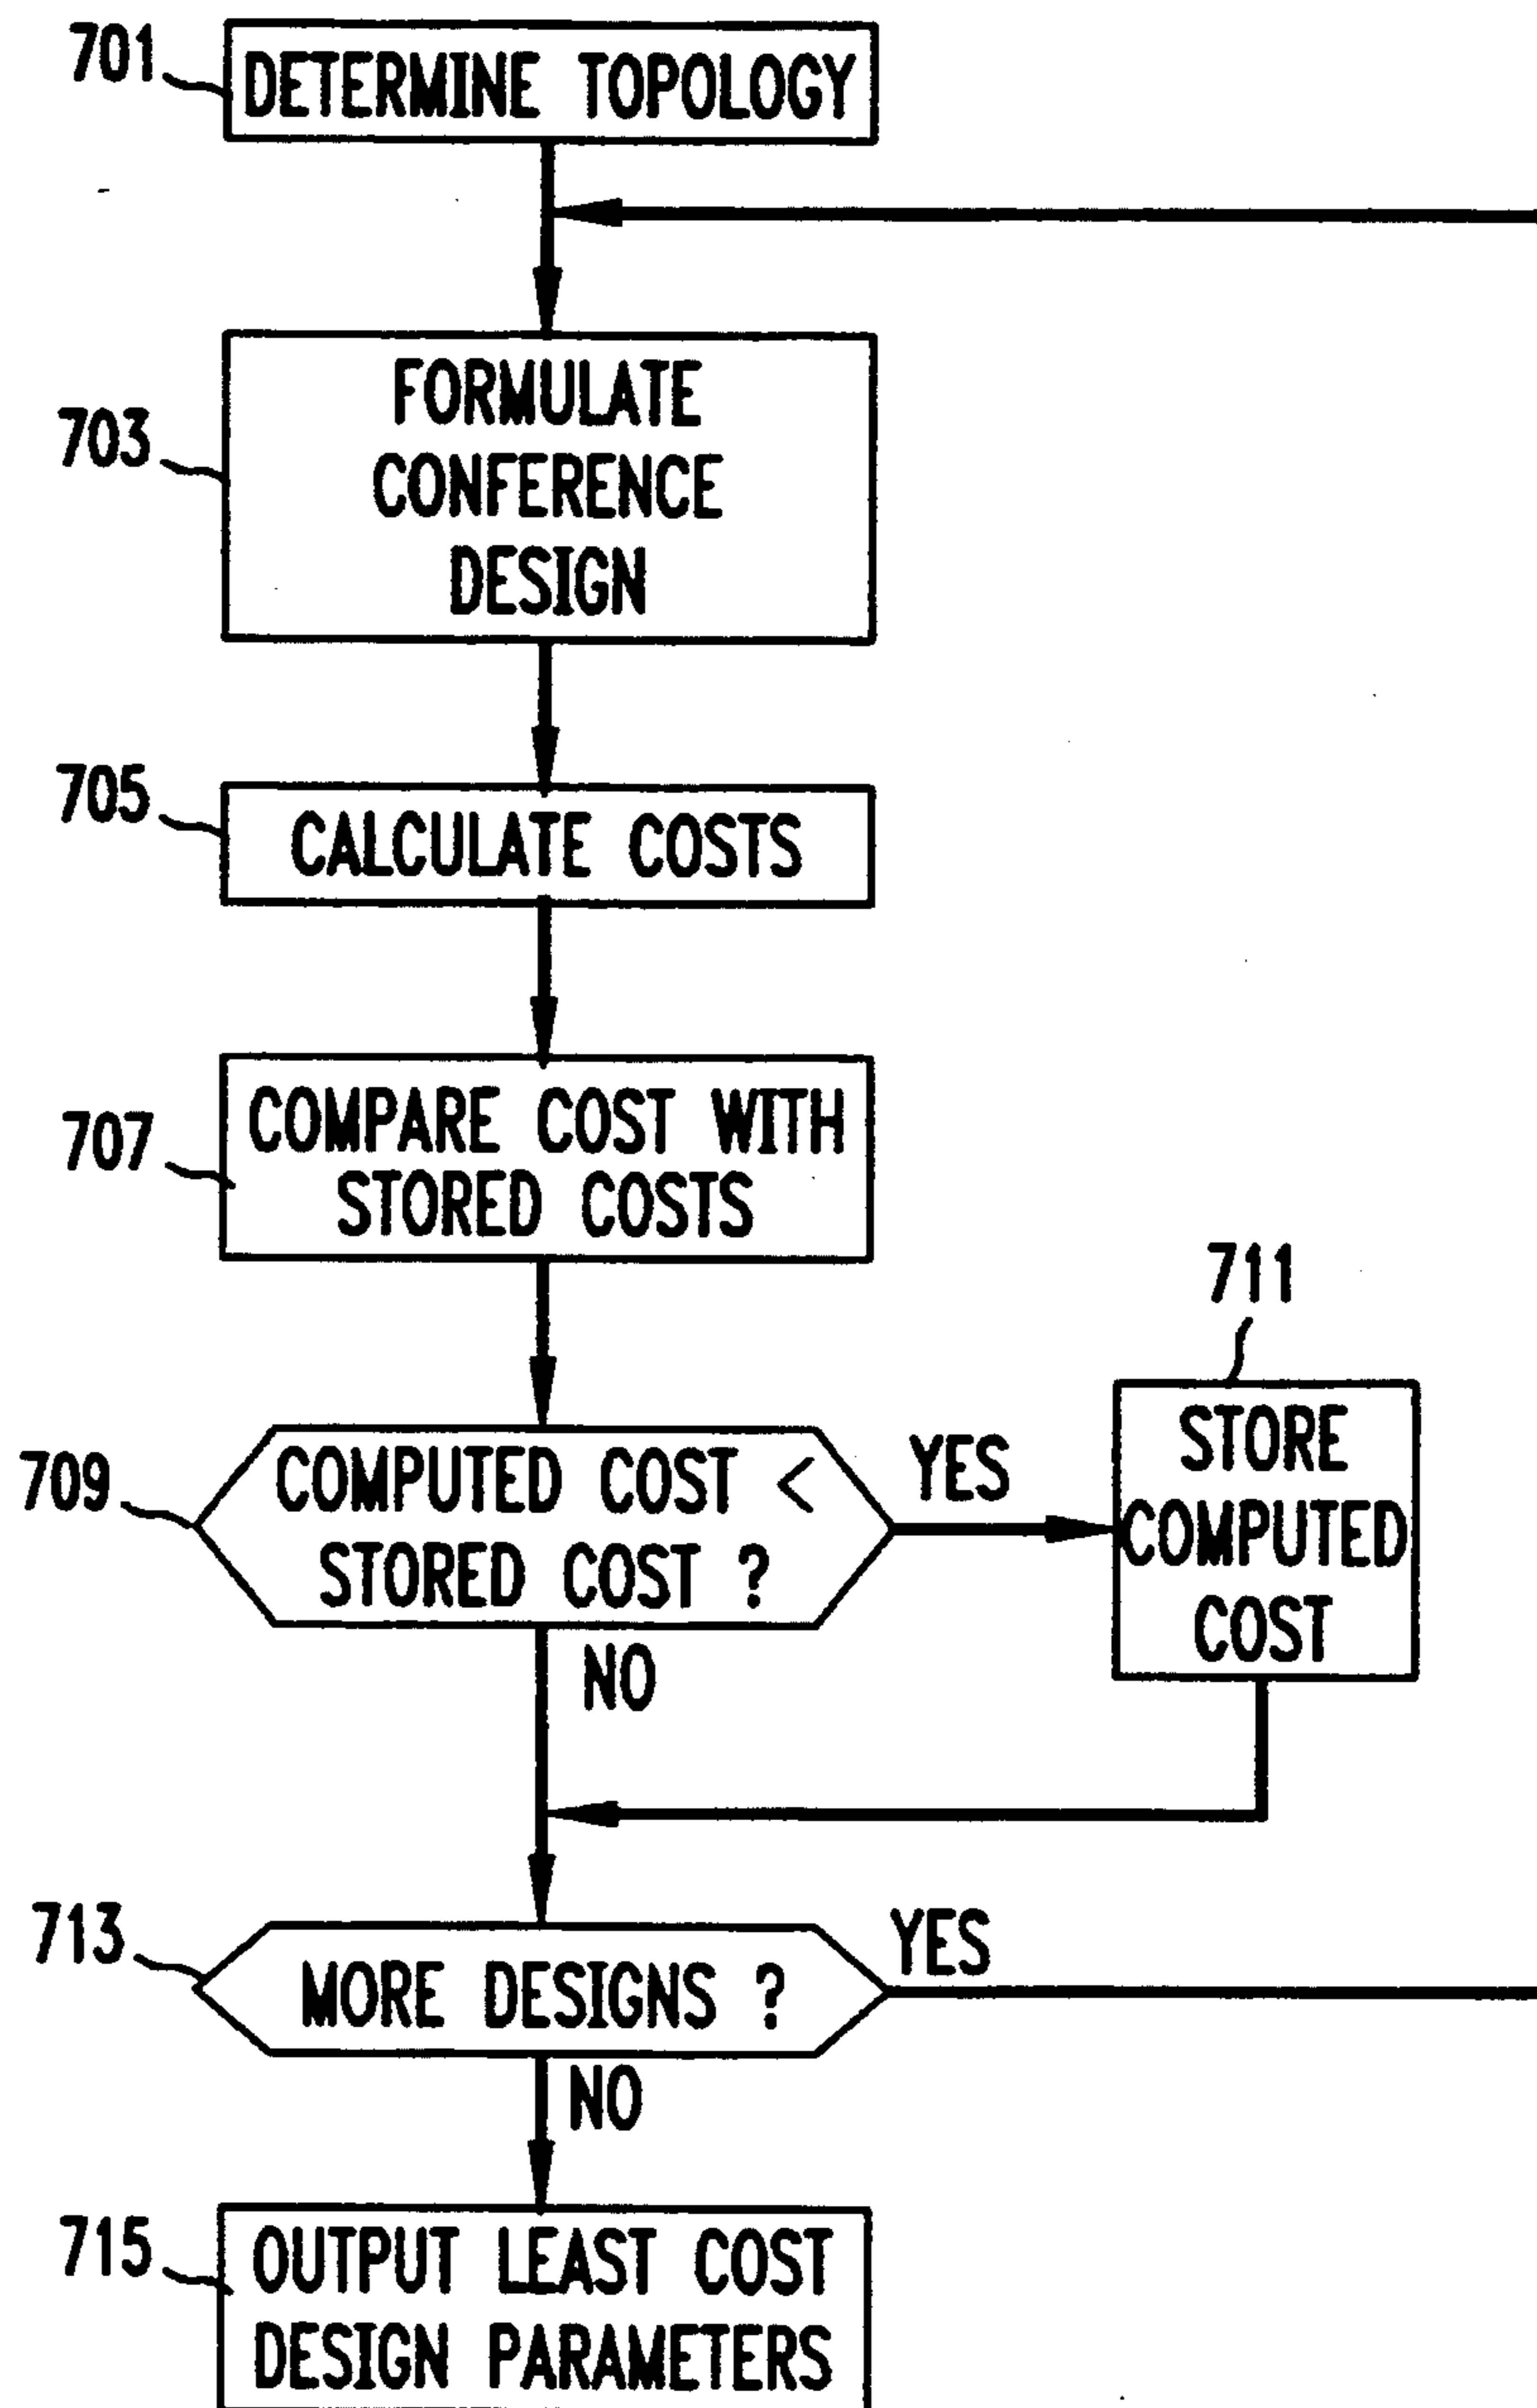 701
DETERMINE TOPOLOGY
703
FORMULATE
CONFERENCE
DESIGN
705
CALCULATE COSTS
707
COMPARE COST WITH
STORED COSTS
709
COMPUTED COST <
STORED COST ?
YES
NO
711
STORE
COMPUTED
COST
713
MORE DESIGNS ?
YES
NO
715
OUTPUT LEAST COST
DESIGN PARAMETERS